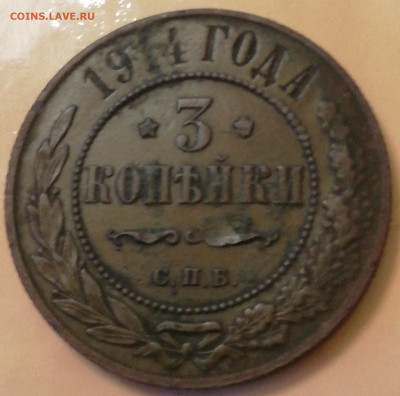 COINS.LAVE.RU
1914 ГОДА
3
КОПѢЙКИ
С.П.Б.